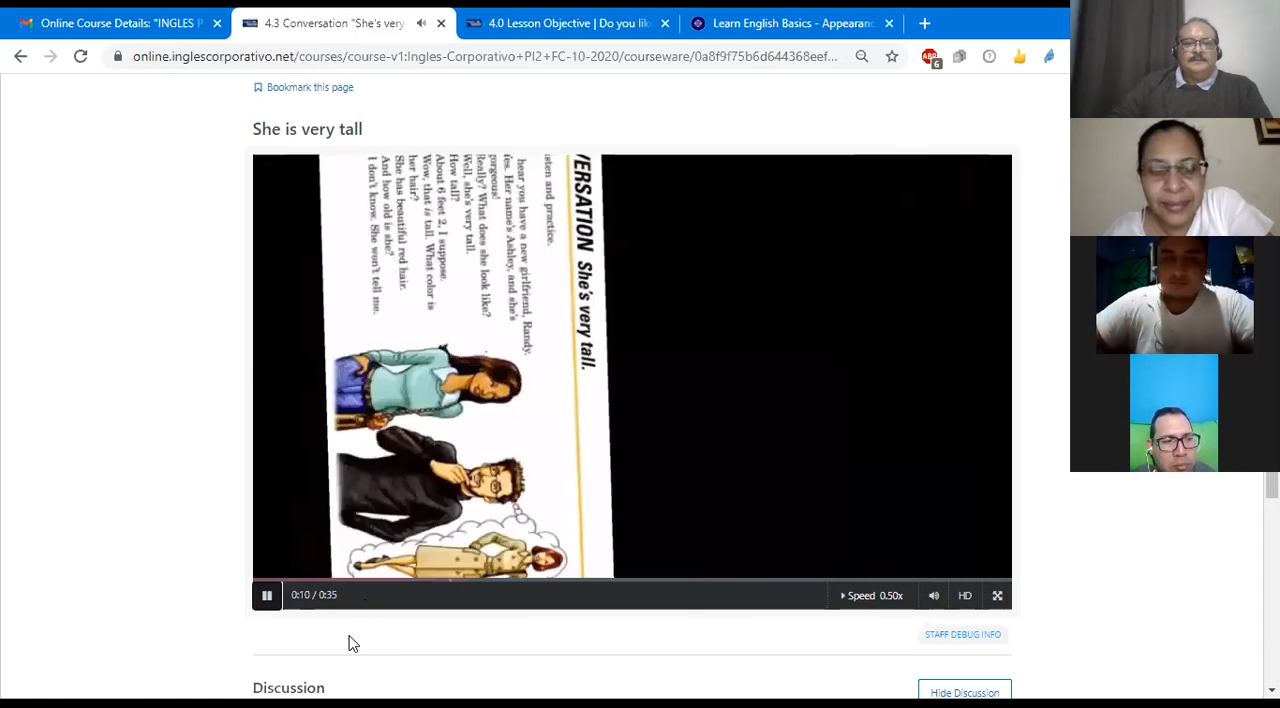 Online Course Details: "INGLES P
4.3 Conversation "She's very
4.0 Lesson Objective | Do you lik
Learn English Basics - Appearanc
online.inglescorporativo.net/courses/course-v1:Ingles-Corporativo+PI2+FC-10-2020/courseware/0a8f9f75b6d644368eef...
ABP
6
Bookmark this page
She is very tall
VERSATION She's very tall.
isten and practice.
hear you have a new girlfriend, Randy.
Yes. Her name's Ashley, and she's
gorgeous!
Really? What does she look like?
Well, she's very tall.
How tall?
About 6 feet 2, I suppose.
Wow, that is tall. What color is
her hair?
She has beautiful red hair.
And how old is she?
I don't know. She won't tell me.
0:10 / 0:35
Speed 0.50x
HD
STAFF DEBUG INFO
Discussion
Hide Discussion